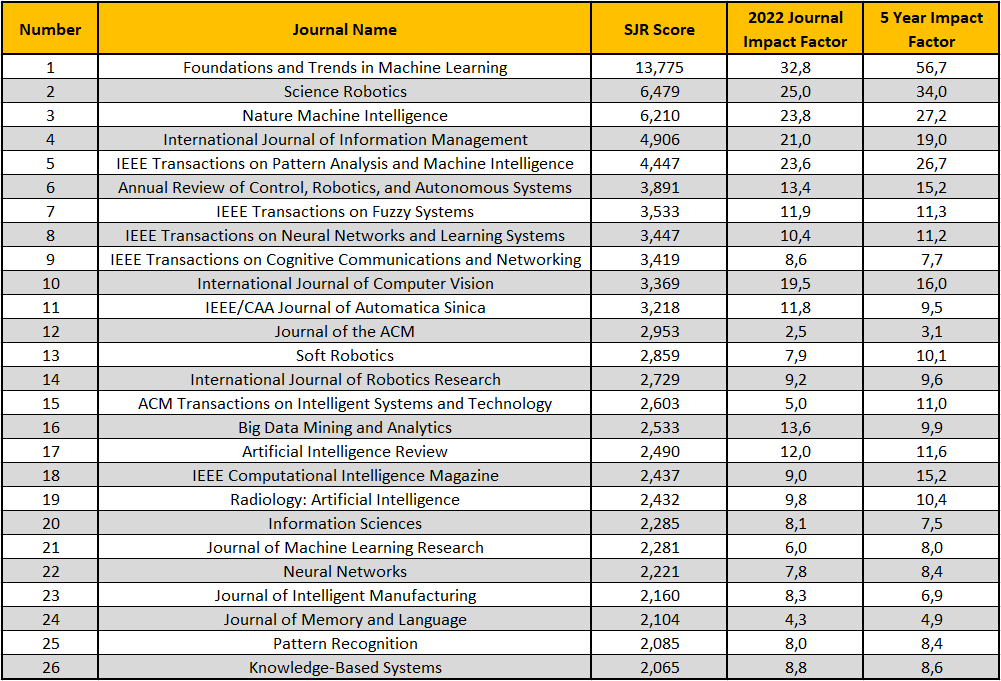 Number Journal Name SJR Score 2022 Journal Impact Factor 5 Year Impact Factor
1 Foundations and Trends in Machine Learning 13,775 32,8 56,7
2 Science Robotics 6,479 25,0 34,0
3 Nature Machine Intelligence 6,210 23,8 27,2
4 International Journal of Information Management 4,906 21,0 19,0
5 IEEE Transactions on Pattern Analysis and Machine Intelligence 4,447 23,6 26,7
6 Annual Review of Control, Robotics, and Autonomous Systems 3,891 13,4 15,2
7 IEEE Transactions on Fuzzy Systems 3,533 11,9 11,3
8 IEEE Transactions on Neural Networks and Learning Systems 3,447 10,4 11,2
9 IEEE Transactions on Cognitive Communications and Networking 3,419 8,6 7,7
10 International Journal of Computer Vision 3,369 19,5 16,0
11 IEEE/CAA Journal of Automatica Sinica 3,218 11,8 9,5
12 Journal of the ACM 2,953 2,5 3,1
13 Soft Robotics 2,859 7,9 10,1
14 International Journal of Robotics Research 2,729 9,2 9,6
15 ACM Transactions on Intelligent Systems and Technology 2,603 5,0 11,0
16 Big Data Mining and Analytics 2,533 13,6 9,9
17 Artificial Intelligence Review 2,490 12,0 11,6
18 IEEE Computational Intelligence Magazine 2,437 9,0 15,2
19 Radiology: Artificial Intelligence 2,432 9,8 10,4
20 Information Sciences 2,285 8,1 7,5
21 Journal of Machine Learning Research 2,281 6,0 8,0
22 Neural Networks 2,221 7,8 8,4
23 Journal of Intelligent Manufacturing 2,160 8,3 6,9
24 Journal of Memory and Language 2,104 4,3 4,9
25 Pattern Recognition 2,085 8,0 8,4
26 Knowledge-Based Systems 2,065 8,8 8,6